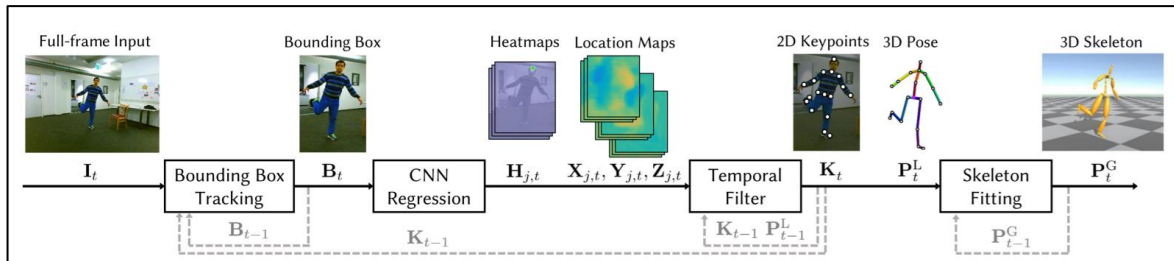 Full-frame Input
Bounding Box
Heatmaps
Location Maps
2D Keypoints
3D Pose
3D Skeleton
I_t
Bounding Box
Tracking
B_t
CNN
Regression
H_{j,t}
X_{j,t}, Y_{j,t}, Z_{j,t}
Temporal
Filter
K_t
P_t^L
Skeleton
Fitting
P_t^G
B_{t−1}
K_{t−1}
K_{t−1} P_{t−1}^L
P_{t−1}^G